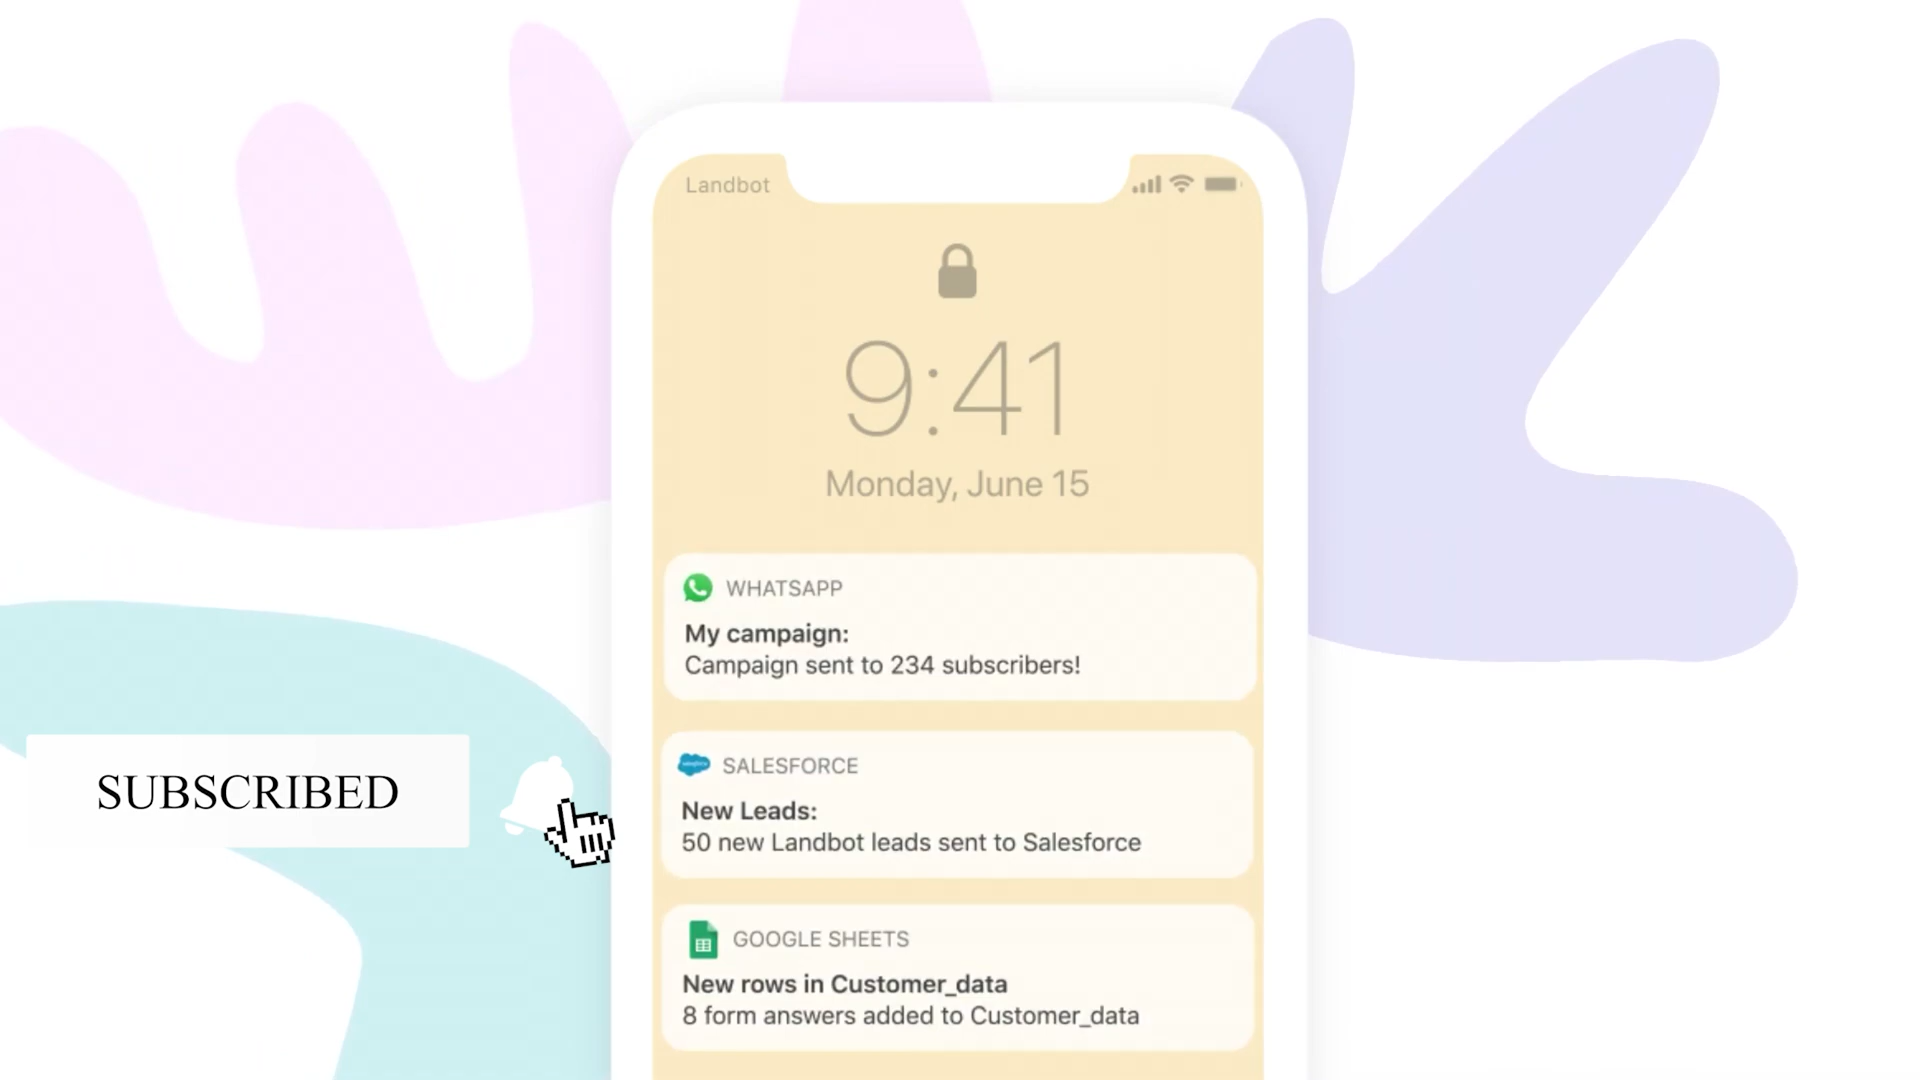 Landbot
9:41
Monday, June 15
WHATSAPP
My campaign:
Campaign sent to 234 subscribers!
SALESFORCE
New Leads:
50 new Landbot leads sent to Salesforce
GOOGLE SHEETS
New rows in Customer_data
8 form answers added to Customer_data
SUBSCRIBED